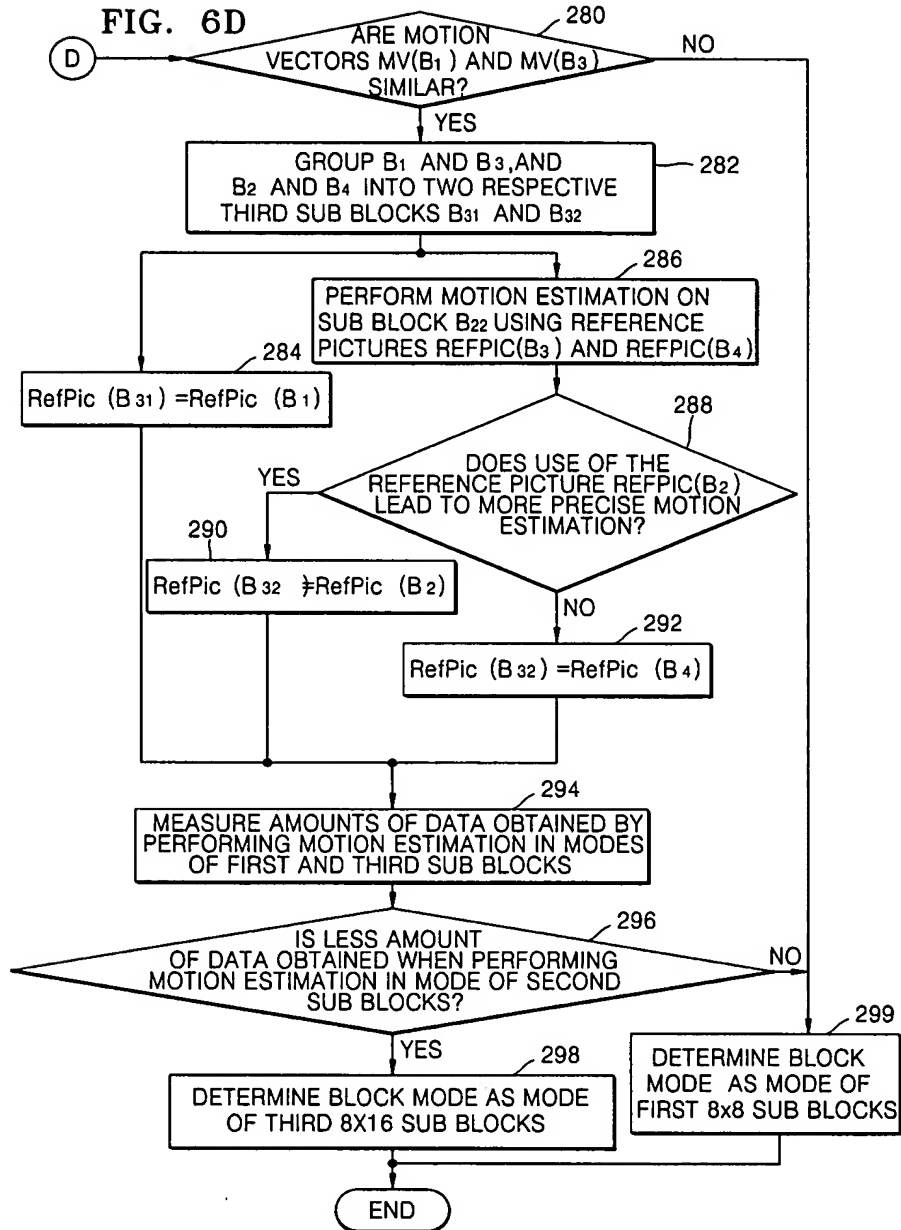 FIG. 6D
D
280
ARE MOTION
VECTORS MV(B1) AND MV(B3)
SIMILAR?
NO
YES
282
GROUP B1 AND B3,AND
B2 AND B4 INTO TWO RESPECTIVE
THIRD SUB BLOCKS B31 AND B32
286
PERFORM MOTION ESTIMATION ON
SUB BLOCK B22 USING REFERENCE
PICTURES REFPIC(B3) AND REFPIC(B4)
284
RefPic (B31) =RefPic (B1)
288
DOES USE OF THE
REFERENCE PICTURE REFPIC(B2)
LEAD TO MORE PRECISE MOTION
ESTIMATION?
YES
290
RefPic (B32 )=RefPic (B2)
NO
292
RefPic (B32) =RefPic (B4)
294
MEASURE AMOUNTS OF DATA OBTAINED BY
PERFORMING MOTION ESTIMATION IN MODES
OF FIRST AND THIRD SUB BLOCKS
296
IS LESS AMOUNT
OF DATA OBTAINED WHEN PERFORMING
MOTION ESTIMATION IN MODE OF SECOND
SUB BLOCKS?
NO
YES
298
DETERMINE BLOCK MODE AS MODE
OF THIRD 8X16 SUB BLOCKS
299
DETERMINE BLOCK
MODE AS MODE OF
FIRST 8x8 SUB BLOCKS
END